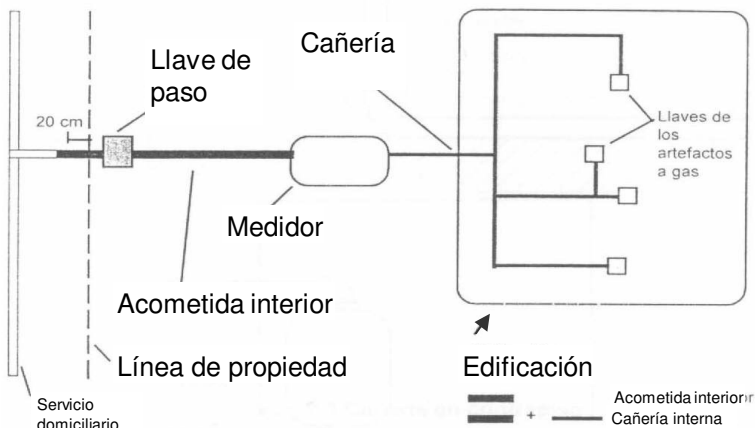 Llave de
paso
Cañería
20 cm
Llaves de
los
artefactos
a gas
Medidor
Acometida interior
Línea de propiedad
Edificación
Servicio
domiciliario
Acometida interior
+ Cañería interna